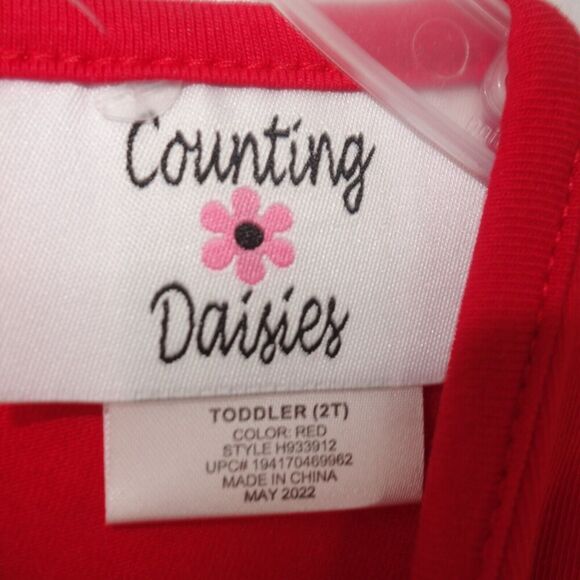 Counting
Daisies
TODDLER (2T)
COLOR: RED
STYLE H933912
UPC# 194170469962
MADE IN CHINA
MAY 2022